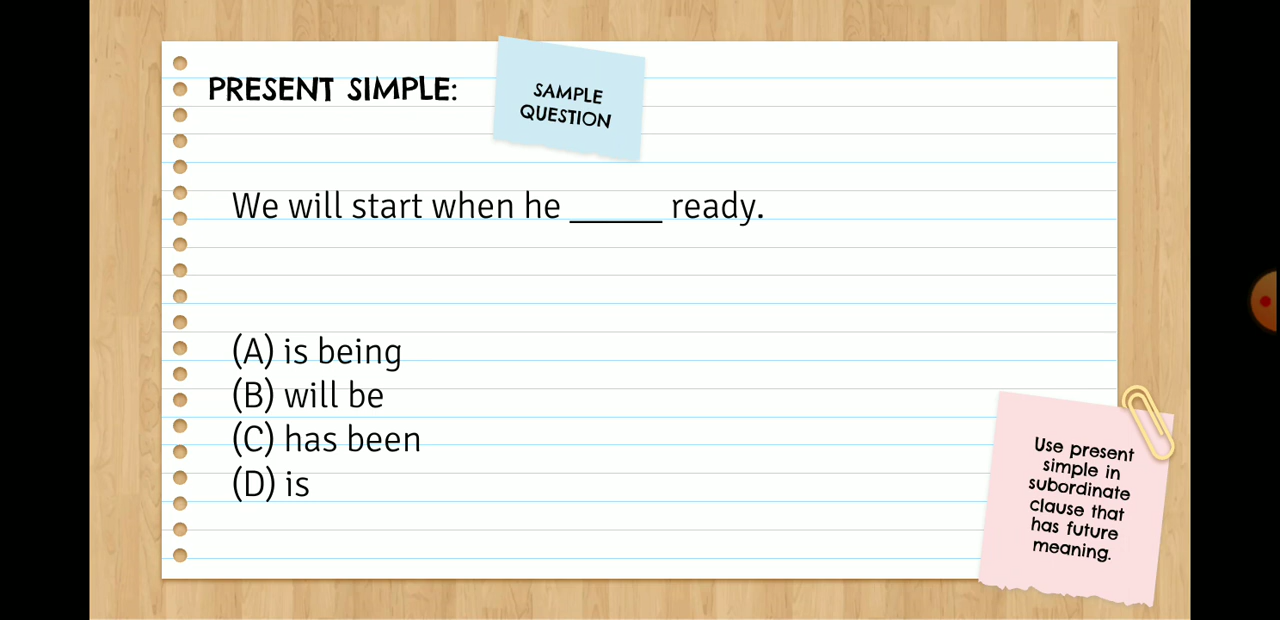 PRESENT SIMPLE:
SAMPLE
QUESTION
We will start when he _____ ready.
(A) is being
(B) will be
(C) has been
(D) is
Use present
simple in
subordinate
clause that
has future
meaning.